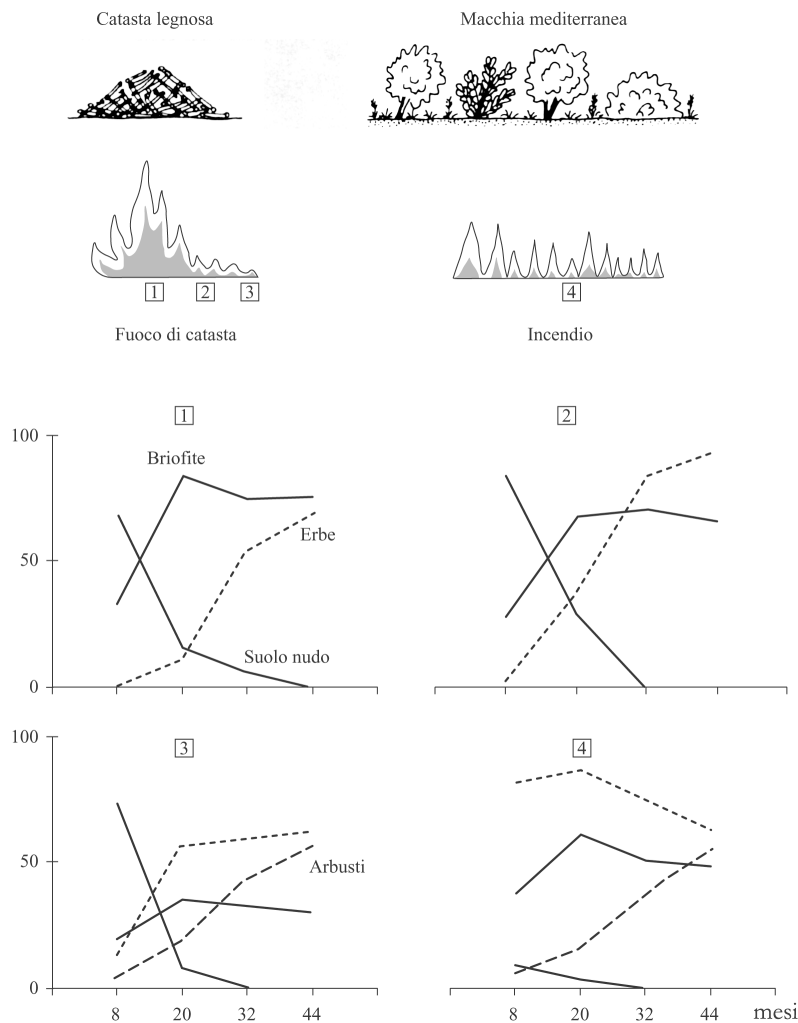 Catasta legnosa
Macchia mediterranea
1
2
3
4
Fuoco di catasta
Incendio
1
2
100
Briofite
Erbe
50
Suolo nudo
0
100
3
4
50
Arbusti
0
8 20 32 44
8 20 32 44 mesi